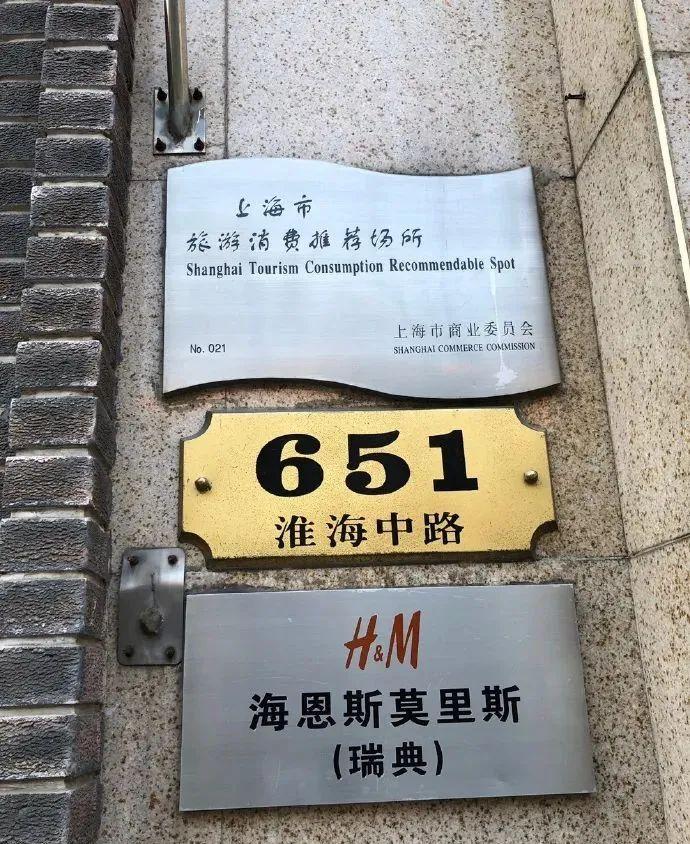 上海市
旅游消费推荐场所
Shanghai Tourism Consumption Recommendable Spot
No. 021
上海市商业委员会
SHANGHAI COMMERCE COMMISSION
651
淮海中路
H&M
海恩斯莫里斯
(瑞典)